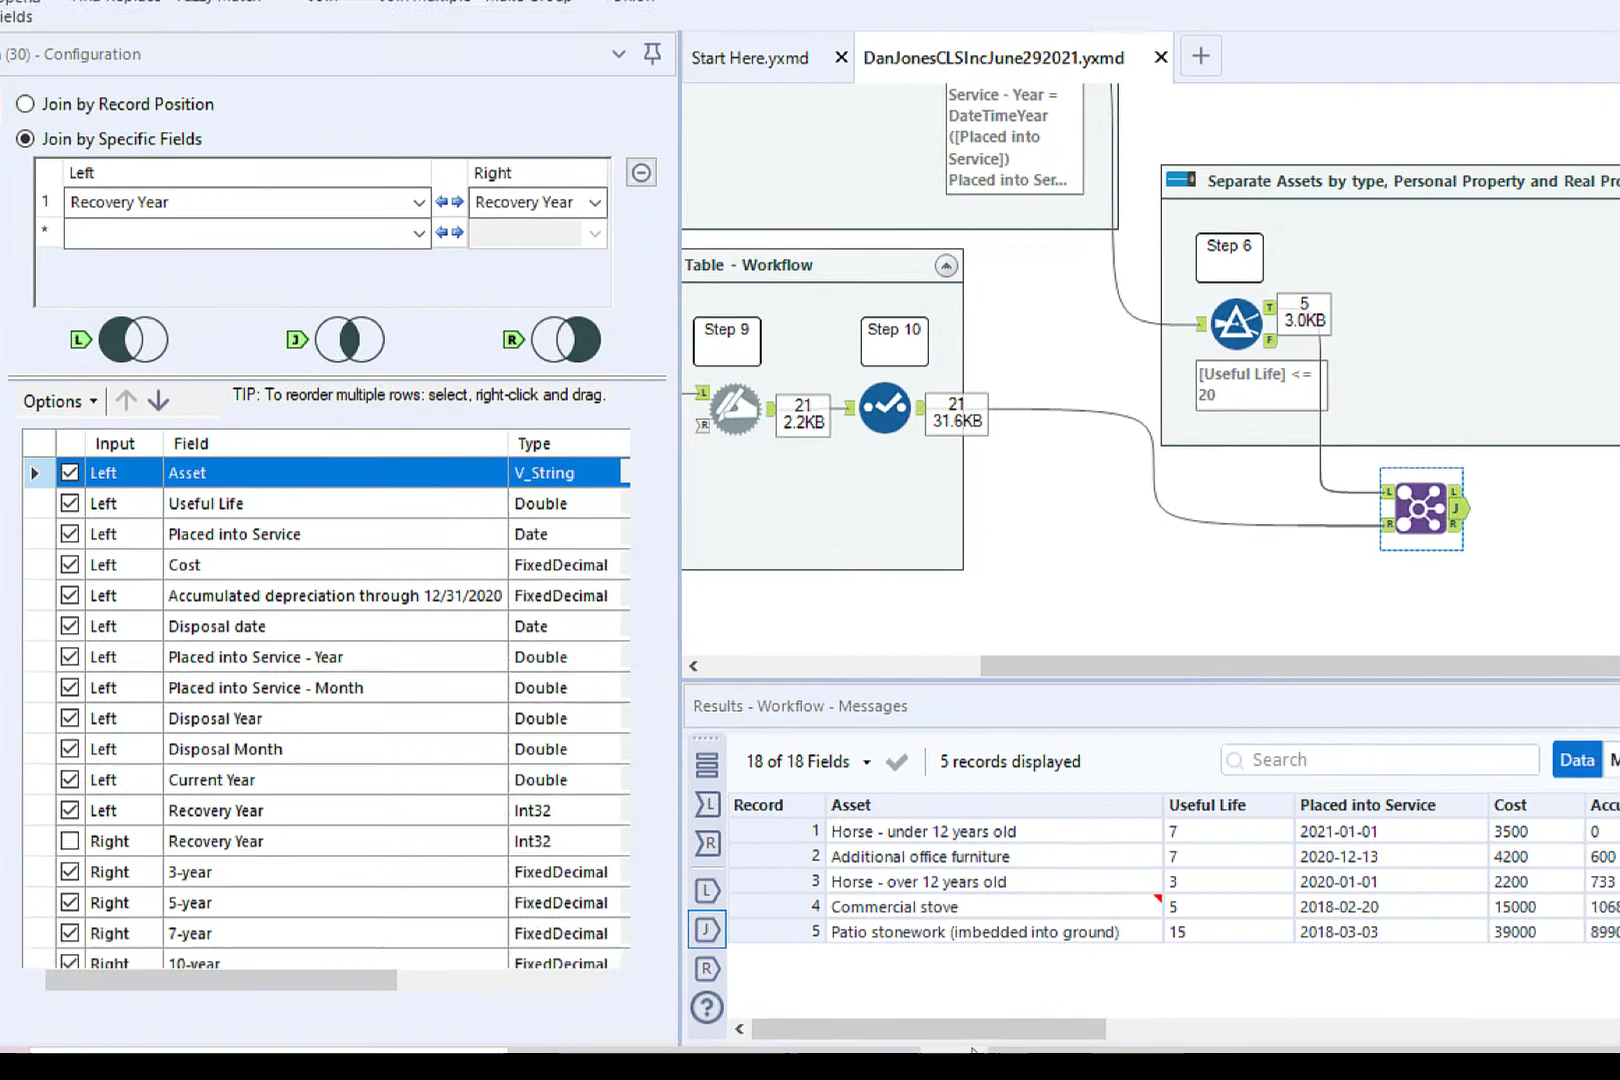 ields
(30) - Configuration
Join by Record Position
Join by Specific Fields
Left Right
1 Recovery Year Recovery Year
*
L J R
Options TIP: To reorder multiple rows: select, right-click and drag.
Input Field Type
Left Asset V_String
Left Useful Life Double
Left Placed into Service Date
Left Cost FixedDecimal
Left Accumulated depreciation through 12/31/2020 FixedDecimal
Left Disposal date Date
Left Placed into Service - Year Double
Left Placed into Service - Month Double
Left Disposal Year Double
Left Disposal Month Double
Left Current Year Double
Left Recovery Year Int32
Right Recovery Year Int32
Right 3-year FixedDecimal
Right 5-year FixedDecimal
Right 7-year FixedDecimal
Right 10-year FixedDecimal
Start Here.yxmd DanJonesCLSIncJune292021.yxmd
Service - Year =
DateTimeYear
([Placed into
Service])
Placed into Ser...
Separate Assets by type, Personal Property and Real Pro
Step 6
T 5
3.0KB
F
[Useful Life] <=
20
Table - Workflow
Step 9
Step 10
L
R
21
2.2KB
21
31.6KB
L L
J
R R
Results - Workflow - Messages
18 of 18 Fields 5 records displayed Search Data M
Record Asset Useful Life Placed into Service Cost Accu
1 Horse - under 12 years old 7 2021-01-01 3500 0
2 Additional office furniture 7 2020-12-13 4200 600
3 Horse - over 12 years old 3 2020-01-01 2200 733
4 Commercial stove 5 2018-02-20 15000 1068
5 Patio stonework (imbedded into ground) 15 2018-03-03 39000 8990
L
R
L
J
R
?